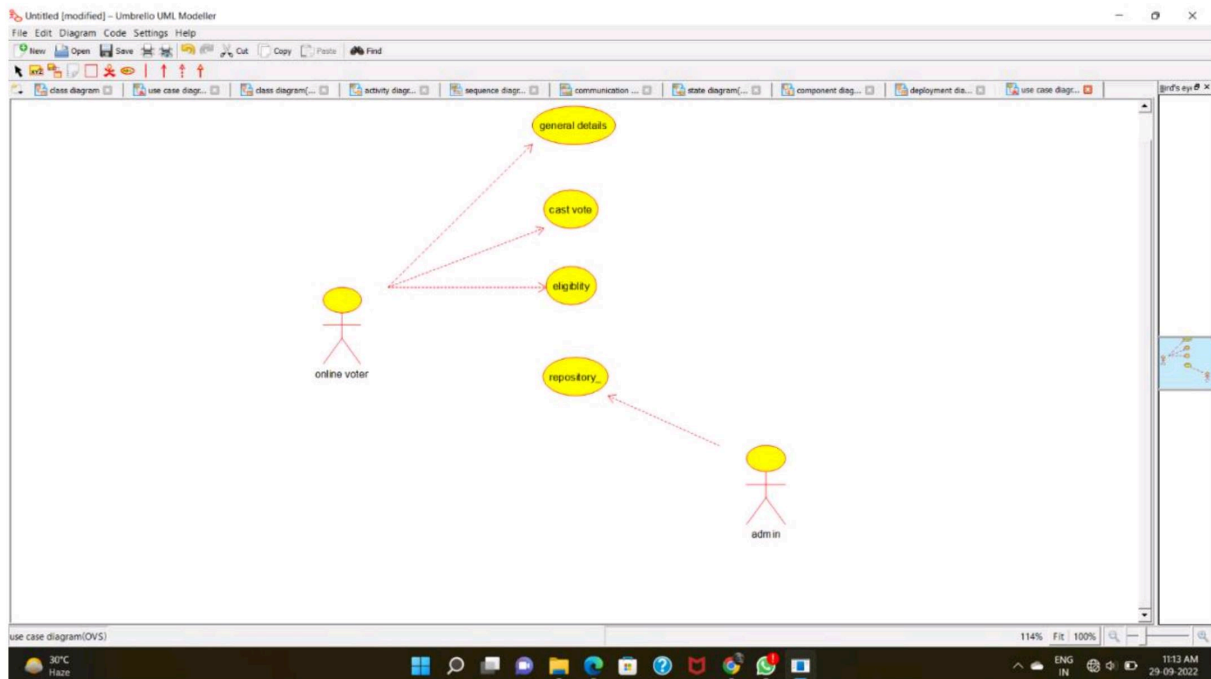 Untitled [modified] – Umbrello UML Modeller
File Edit Diagram Code Settings Help
New Open Save Cut Copy Paste Find
class diagram use case diagr... class diagram(... activity diagr... sequence diagr... communication ... state diagram(... component diag... deployment dia... use case diagr... Bird's eye
general details
cast vote
eligiblity
online voter
repository_
admin
use case diagram(OVS) 114% Fit 100%
30°C
Haze
ENG
IN
11:13 AM
29-09-2022